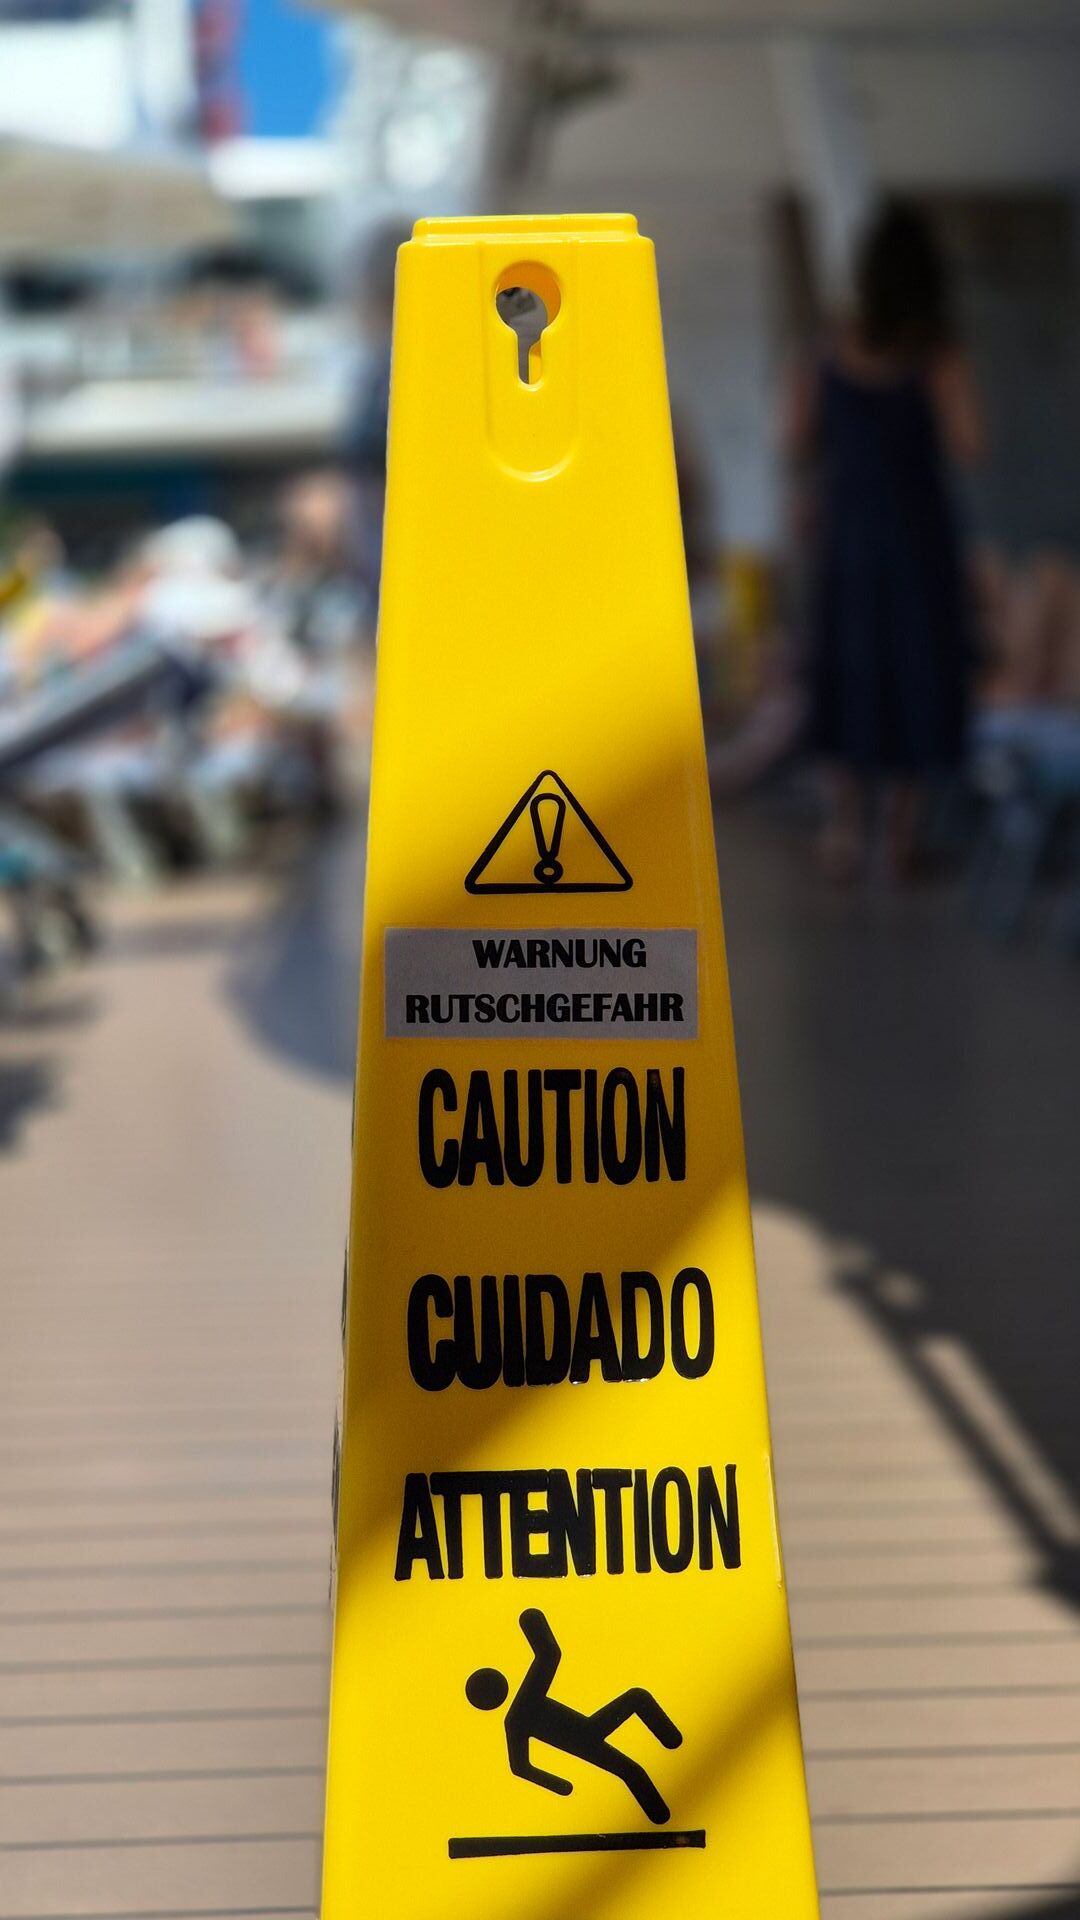 WARNUNG
RUTSCHGEFAHR
CAUTION
CUIDADO
ATTENTION